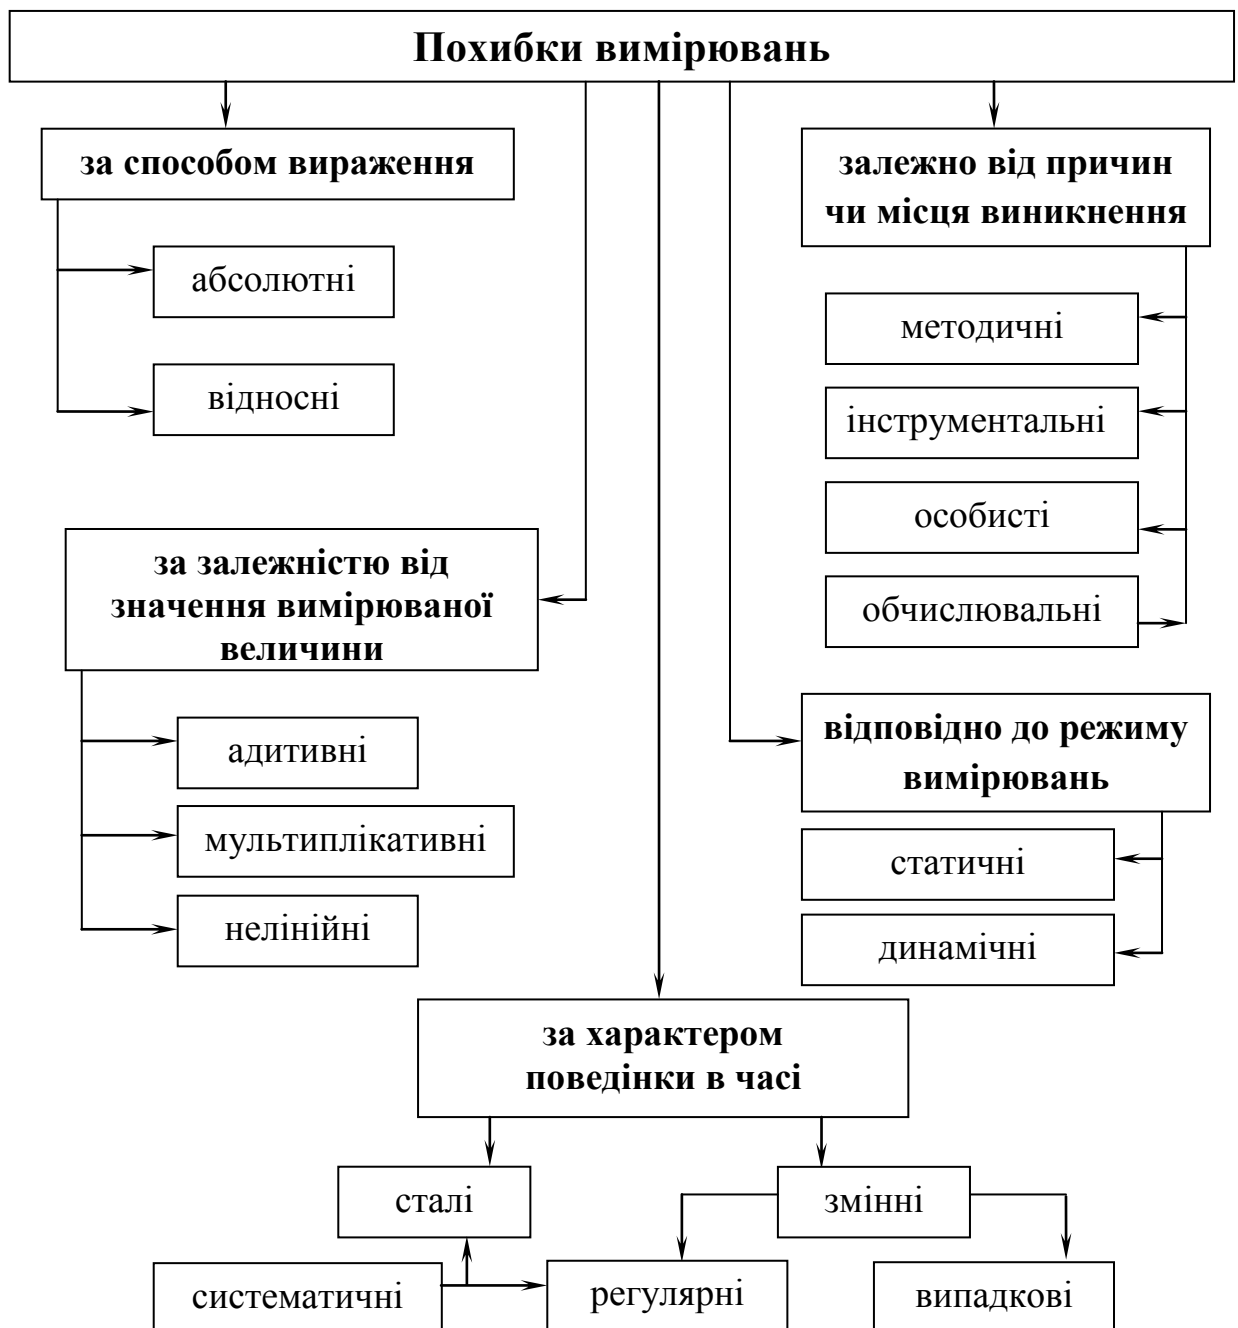 Похибки вимірювань
за способом вираження
абсолютні
відносні
залежно від причин
чи місця виникнення
методичні
інструментальні
особисті
обчислювальні
за залежністю від
значення вимірюваної
величини
адитивні
мультиплікативні
нелінійні
відповідно до режиму
вимірювань
статичні
динамічні
за характером
поведінки в часі
сталі
змінні
систематичні
регулярні
випадкові